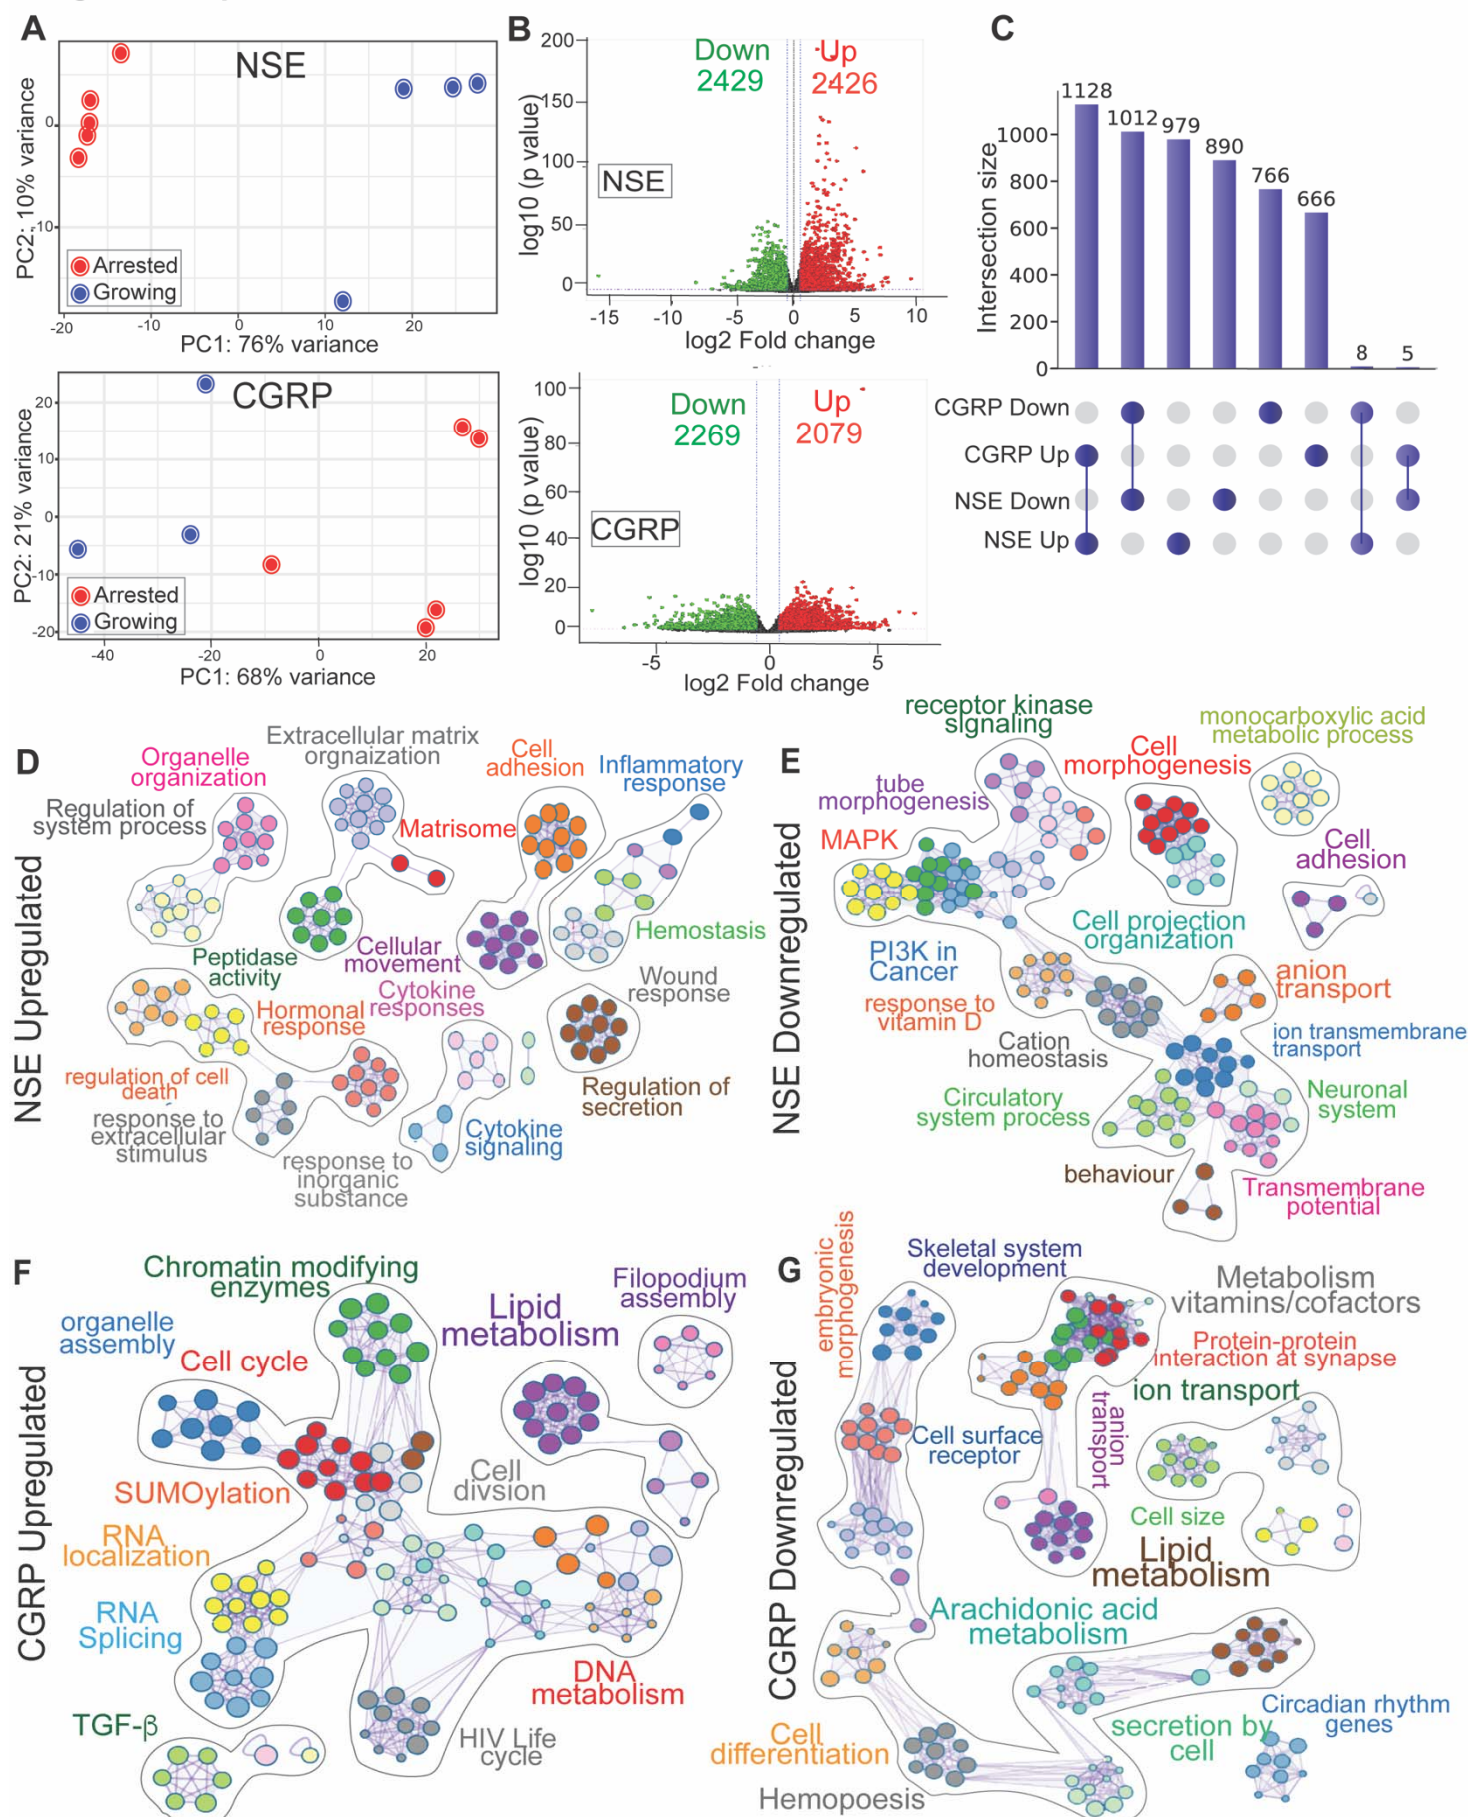 A
NSE
PC2: 10% variance
0
-10
Arrested
Growing
-20
-10
0
10
20
PC1: 76% variance
CGRP
PC2: 21% variance
20
10
0
-10
-20
Arrested
Growing
-40
-20
0
20
PC1: 68% variance
B
log10 (p value)
200
150
100
50
0
Down
2429
Up
2426
NSE
-15
-10
-5
0
5
10
log2 Fold change
log10 (p value)
100
80
60
40
20
0
Down
2269
Up
2079
CGRP
-5
0
5
log2 Fold change
C
Intersection size
1000
800
600
400
200
0
1128
1012
979
890
766
666
8
5
CGRP Down
CGRP Up
NSE Down
NSE Up
D
NSE Upregulated
Organelle
organization
Extracellular matrix
orgnaization
Cell
adhesion
Inflammatory
response
Regulation of
system process
Matrisome
Peptidase
activity
Cellular
movement
Hemostasis
Cytokine
responses
Wound
response
Hormonal
response
regulation of cell
death
response to
extracellular
stimulus
response to
inorganic
substance
Cytokine
signaling
Regulation of
secretion
E
NSE Downregulated
receptor kinase
signaling
monocarboxylic acid
metabolic process
Cell
morphogenesis
tube
morphogenesis
MAPK
Cell
adhesion
Cell projection
organization
PI3K in
Cancer
response to
vitamin D
anion
transport
Cation
homeostasis
ion transmembrane
transport
Circulatory
system process
Neuronal
system
behaviour
Transmembrane
potential
F
CGRP Upregulated
Chromatin modifying
enzymes
organelle
assembly
Cell cycle
Lipid
metabolism
Filopodium
assembly
SUMOylation
Cell
divsion
RNA
localization
RNA
Splicing
DNA
metabolism
TGF-β
HIV Life
cycle
G
CGRP Downregulated
embryonic
morphogenesis
Skeletal system
development
Metabolism
vitamins/cofactors
Protein-protein
interaction at synapse
ion transport
anion
transport
Cell surface
receptor
Cell size
Lipid
metabolism
Arachidonic acid
metabolism
Cell
differentiation
Hemopoesis
secretion by
cell
Circadian rhythm
genes